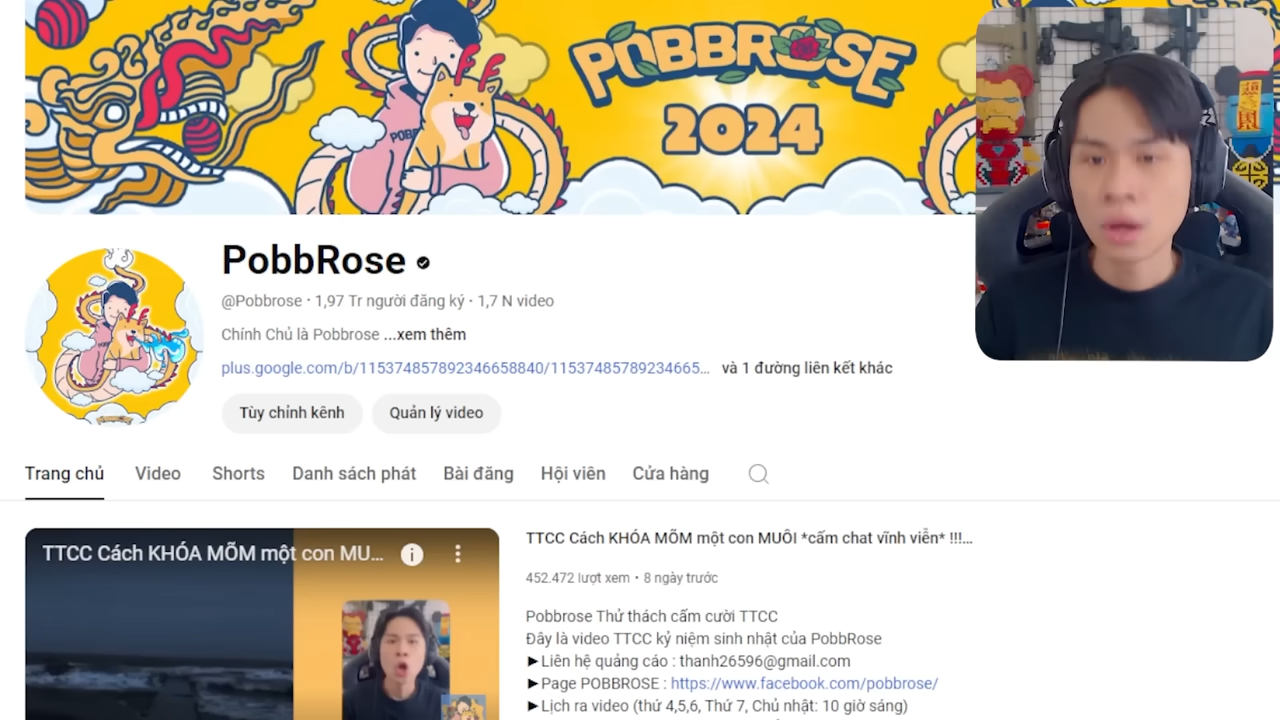 POBBROSE
2024
PobbRose
@Pobbrose • 1,97 Tr người đăng ký • 1,7 N video
Chính Chủ là Pobbrose ...xem thêm
plus.google.com/b/115374857892346658840/11537485789234665... và 1 đường liên kết khác
Tùy chỉnh kênh Quản lý video
Trang chủ Video Shorts Danh sách phát Bài đăng Hội viên Cửa hàng
TTCC Cách KHÓA MÕM một con MU...
TTCC Cách KHÓA MÕM một con MUÔI *cấm chat vĩnh viễn* !!!...
452.472 lượt xem • 8 ngày trước
Pobbrose Thử thách cấm cười TTCC
Đây là video TTCC kỷ niệm sinh nhật của PobbRose
►Liên hệ quảng cáo : thanh26596@gmail.com
►Page POBBROSE : https://www.facebook.com/pobbrose/
►Lịch ra video (thứ 4,5,6, Thứ 7, Chủ nhật: 10 giờ sáng)